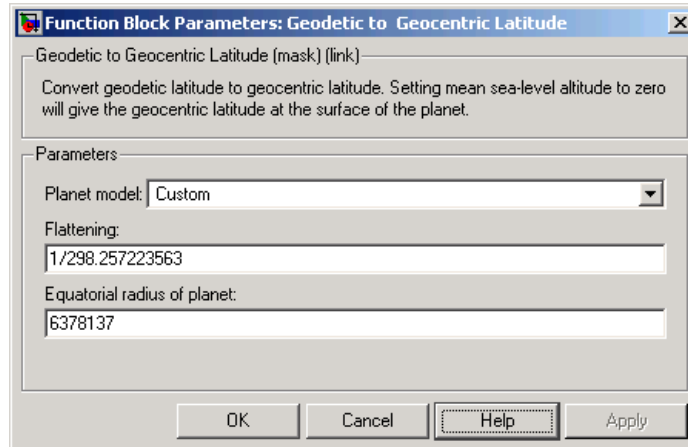 Function Block Parameters: Geodetic to Geocentric Latitude
Geodetic to Geocentric Latitude (mask) (link)
Convert geodetic latitude to geocentric latitude. Setting mean sea-level altitude to zero
will give the geocentric latitude at the surface of the planet.
Parameters
Planet model: Custom
Flattening:
1/298.257223563
Equatorial radius of planet:
6378137
OK Cancel Help Apply